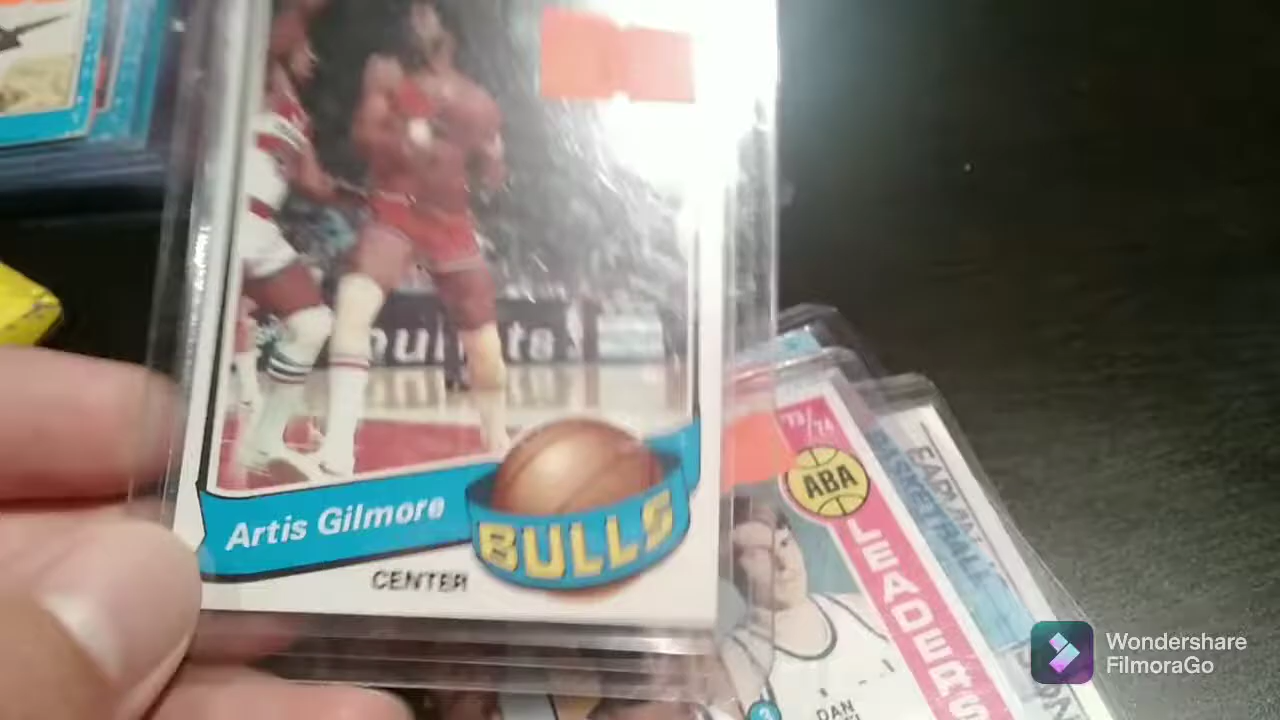 Artis Gilmore
BULLS
CENTER
'73/'74
ABA
LEADERS
BASKETBALL
DAN
Wondershare
FilmoraGo